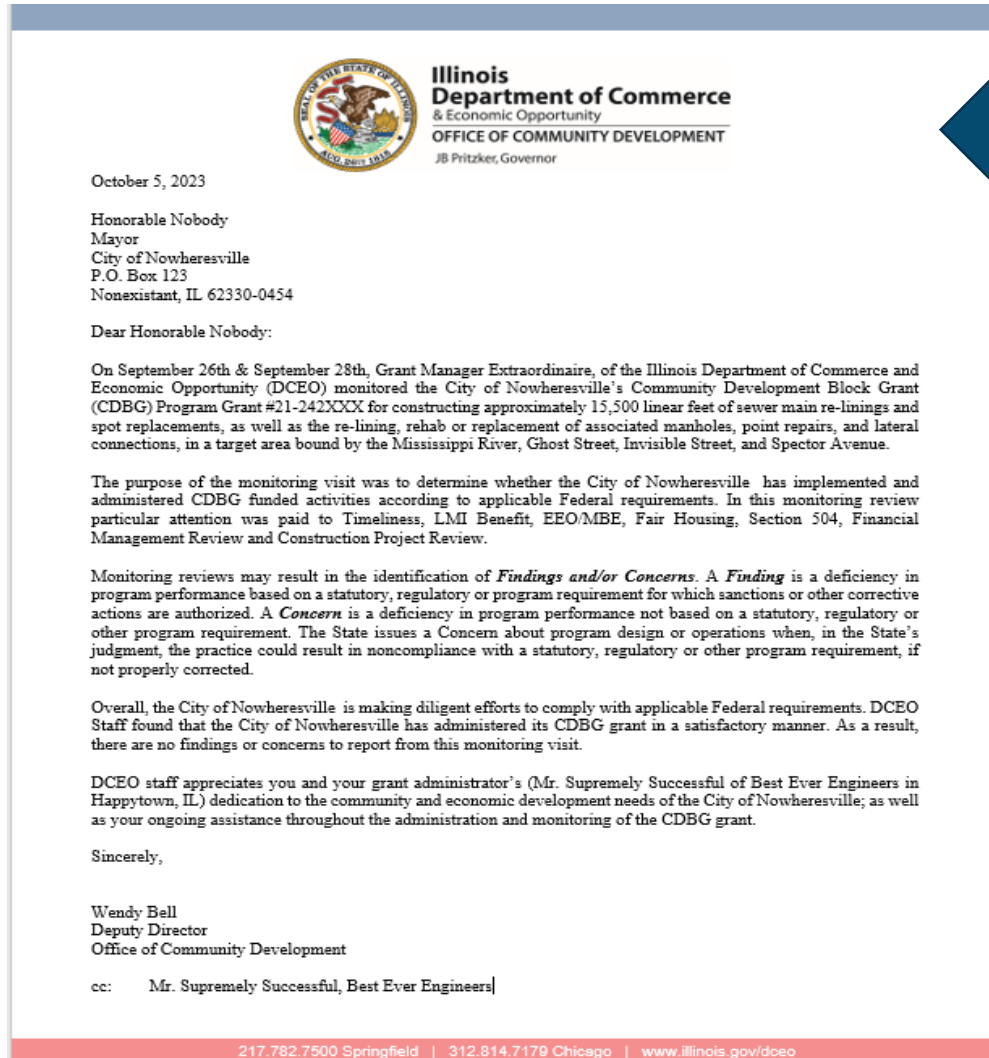 SEAL OF THE STATE OF ILLINOIS
AUG. 26TH 1818
Illinois
Department of Commerce
& Economic Opportunity
OFFICE OF COMMUNITY DEVELOPMENT
JB Pritzker, Governor
October 5, 2023
Honorable Nobody
Mayor
City of Nowheresville
P.O. Box 123
Nonexistant, IL 62330-0454
Dear Honorable Nobody:
On September 26th & September 28th, Grant Manager Extraordinaire, of the Illinois Department of Commerce and
Economic Opportunity (DCEO) monitored the City of Nowheresville's Community Development Block Grant
(CDBG) Program Grant #21-242XXX for constructing approximately 15,500 linear feet of sewer main re-linings and
spot replacements, as well as the re-lining, rehab or replacement of associated manholes, point repairs, and lateral
connections, in a target area bound by the Mississippi River, Ghost Street, Invisible Street, and Spector Avenue.
The purpose of the monitoring visit was to determine whether the City of Nowheresville has implemented and
administered CDBG funded activities according to applicable Federal requirements. In this monitoring review
particular attention was paid to Timeliness, LMI Benefit, EEO/MBE, Fair Housing, Section 504, Financial
Management Review and Construction Project Review.
Monitoring reviews may result in the identification of Findings and/or Concerns. A Finding is a deficiency in
program performance based on a statutory, regulatory or program requirement for which sanctions or other corrective
actions are authorized. A Concern is a deficiency in program performance not based on a statutory, regulatory or
other program requirement. The State issues a Concern about program design or operations when, in the State's
judgment, the practice could result in noncompliance with a statutory, regulatory or other program requirement, if
not properly corrected.
Overall, the City of Nowheresville is making diligent efforts to comply with applicable Federal requirements. DCEO
Staff found that the City of Nowheresville has administered its CDBG grant in a satisfactory manner. As a result,
there are no findings or concerns to report from this monitoring visit.
DCEO staff appreciates you and your grant administrator's (Mr. Supremely Successful of Best Ever Engineers in
Happytown, IL) dedication to the community and economic development needs of the City of Nowheresville; as well
as your ongoing assistance throughout the administration and monitoring of the CDBG grant.
Sincerely,
Wendy Bell
Deputy Director
Office of Community Development
cc: Mr. Supremely Successful, Best Ever Engineers
217.782.7500 Springfield | 312.814.7179 Chicago | www.illinois.gov/dceo